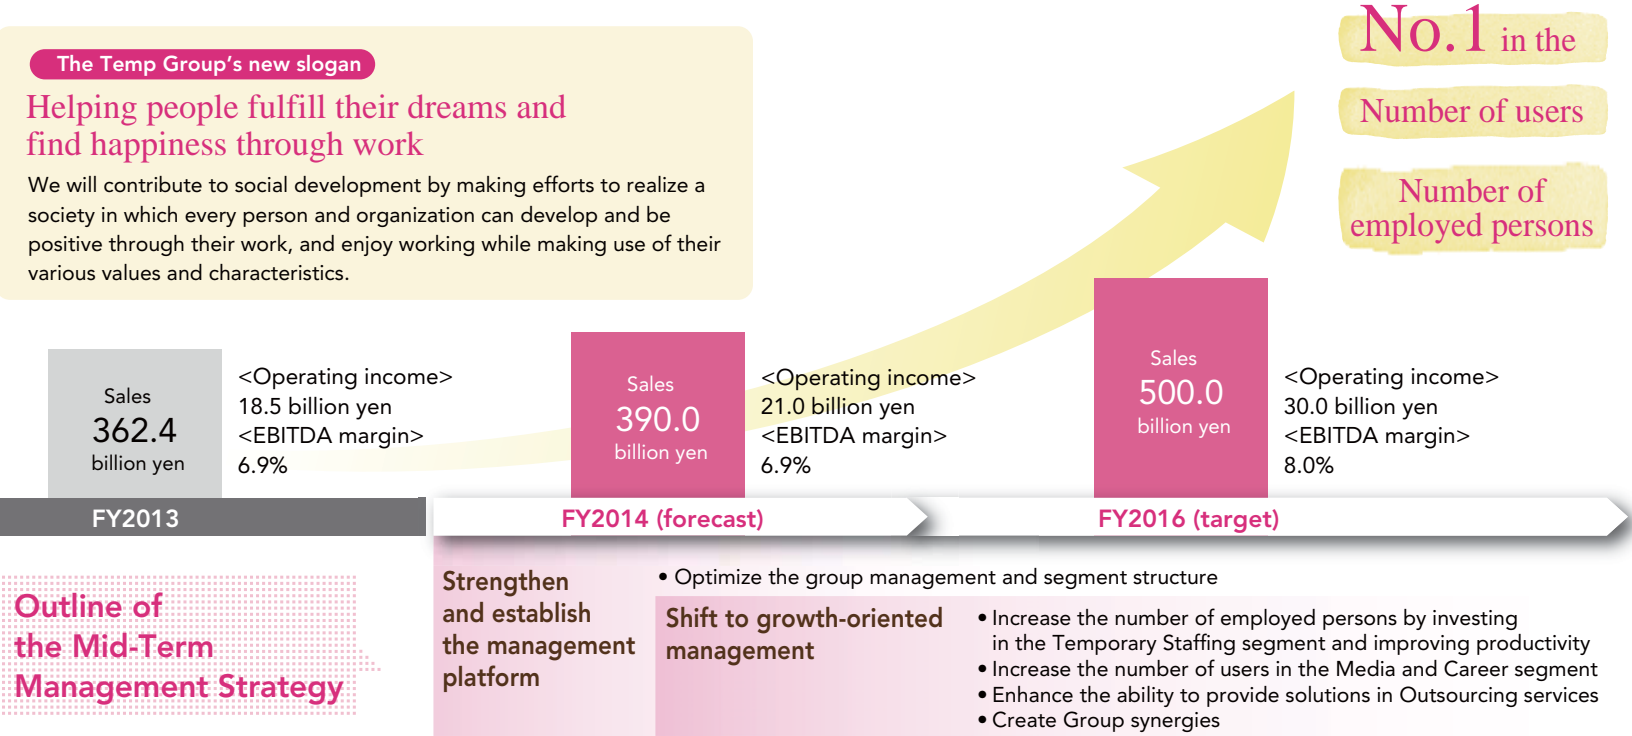 The Temp Group's new slogan
Helping people fulfill their dreams and
find happiness through work
We will contribute to social development by making efforts to realize a
society in which every person and organization can develop and be
positive through their work, and enjoy working while making use of their
various values and characteristics.
No.1 in the
Number of users
Number of
employed persons
Sales
362.4
billion yen
<Operating income>
18.5 billion yen
<EBITDA margin>
6.9%
Sales
390.0
billion yen
<Operating income>
21.0 billion yen
<EBITDA margin>
6.9%
Sales
500.0
billion yen
<Operating income>
30.0 billion yen
<EBITDA margin>
8.0%
FY2013
FY2014 (forecast)
FY2016 (target)
Outline of
the Mid-Term
Management Strategy
Strengthen
and establish
the management
platform
• Optimize the group management and segment structure
Shift to growth-oriented
management
• Increase the number of employed persons by investing
in the Temporary Staffing segment and improving productivity
• Increase the number of users in the Media and Career segment
• Enhance the ability to provide solutions in Outsourcing services
• Create Group synergies